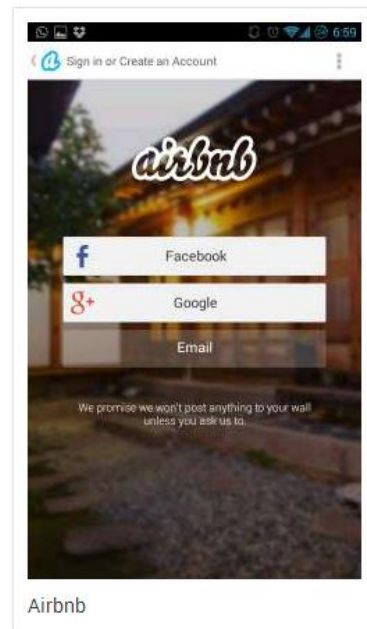 6:59
Sign in or Create an Account
airbnb
Facebook
Google
Email
We promise we won't post anything to your wall
unless you ask us to.
Airbnb